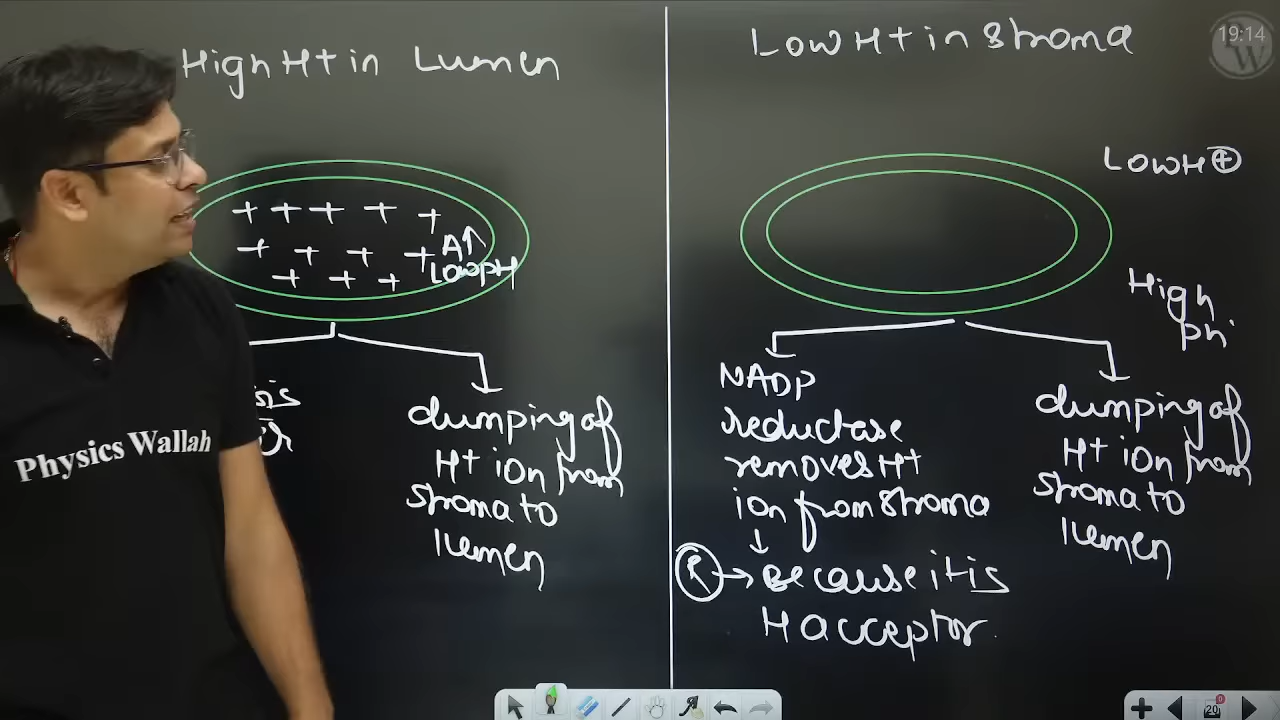 High H+ in Lumen
Low H+ in Stroma
19:14
Low H+
+ + + + +
+ + + + A↑
+ + + Low pH
High
pH
dumping of
H+ ion from
stroma to
lumen
NADP
reductase
removes H+
ion from stroma
↓
R → Because it is
H acceptor.
dumping of
H+ ion from
stroma to
lumen
Physics Wallah
20